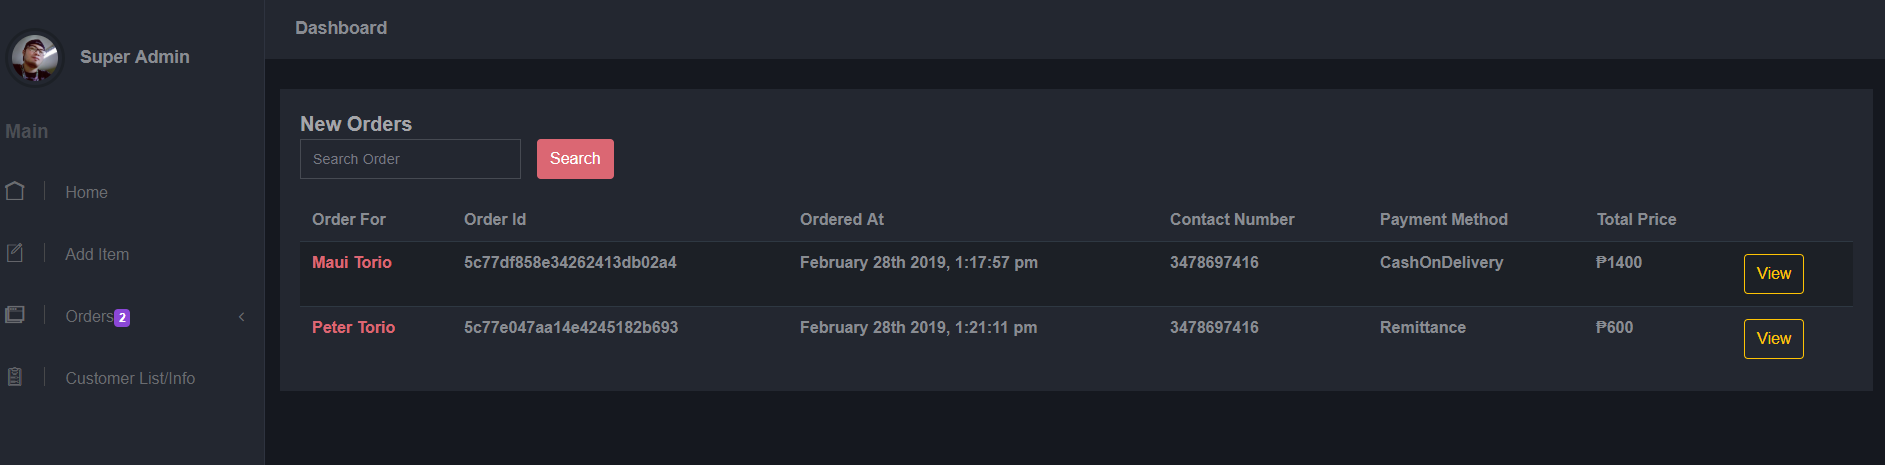 Super Admin
Main
Home
Add Item
Orders 2
Customer List/Info
Dashboard
New Orders
Search Order Search
Order For Order Id Ordered At Contact Number Payment Method Total Price
Maui Torio 5c77df858e34262413db02a4 February 28th 2019, 1:17:57 pm 3478697416 CashOnDelivery ₱1400 View
Peter Torio 5c77e047aa14e4245182b693 February 28th 2019, 1:21:11 pm 3478697416 Remittance ₱600 View